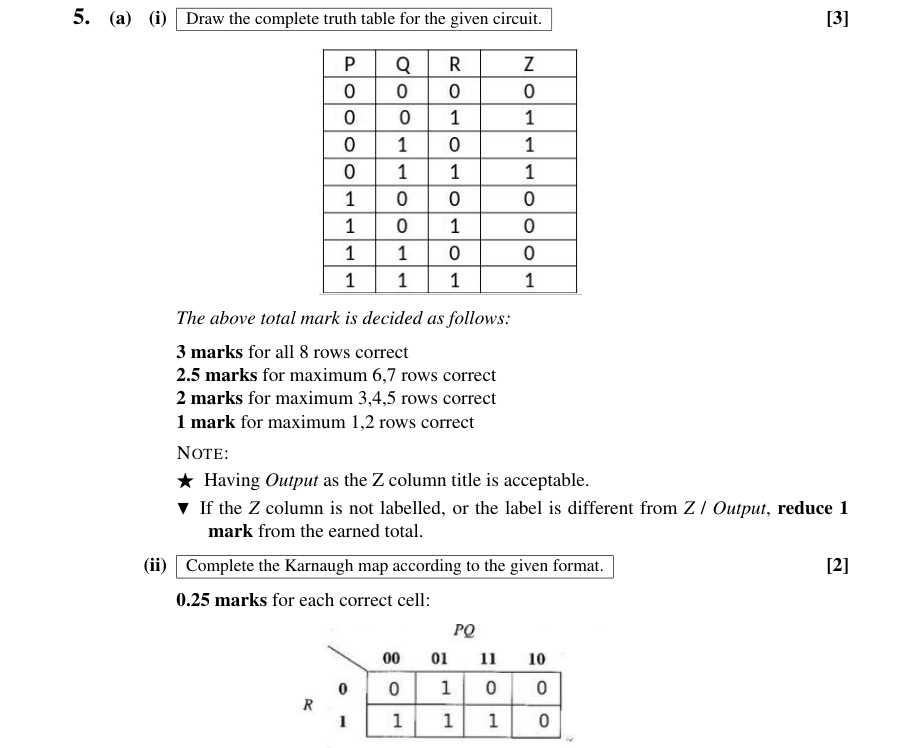 5. (a) (i) Draw the complete truth table for the given circuit. [3]
P Q R Z
0 0 0 0
0 0 1 1
0 1 0 1
0 1 1 1
1 0 0 0
1 0 1 0
1 1 0 0
1 1 1 1
The above total mark is decided as follows:
3 marks for all 8 rows correct
2.5 marks for maximum 6,7 rows correct
2 marks for maximum 3,4,5 rows correct
1 mark for maximum 1,2 rows correct
NOTE:
★ Having Output as the Z column title is acceptable.
▼ If the Z column is not labelled, or the label is different from Z / Output, reduce 1
mark from the earned total.
(ii) Complete the Karnaugh map according to the given format. [2]
0.25 marks for each correct cell:
PQ
00 01 11 10
0 0 1 0 0
R
1 1 1 1 0